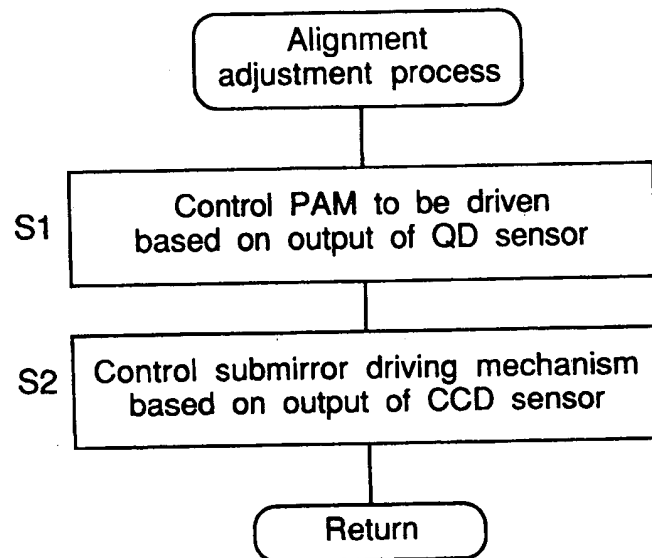 Alignment
adjustment process
S1
Control PAM to be driven
based on output of QD sensor
S2
Control submirror driving mechanism
based on output of CCD sensor
Return